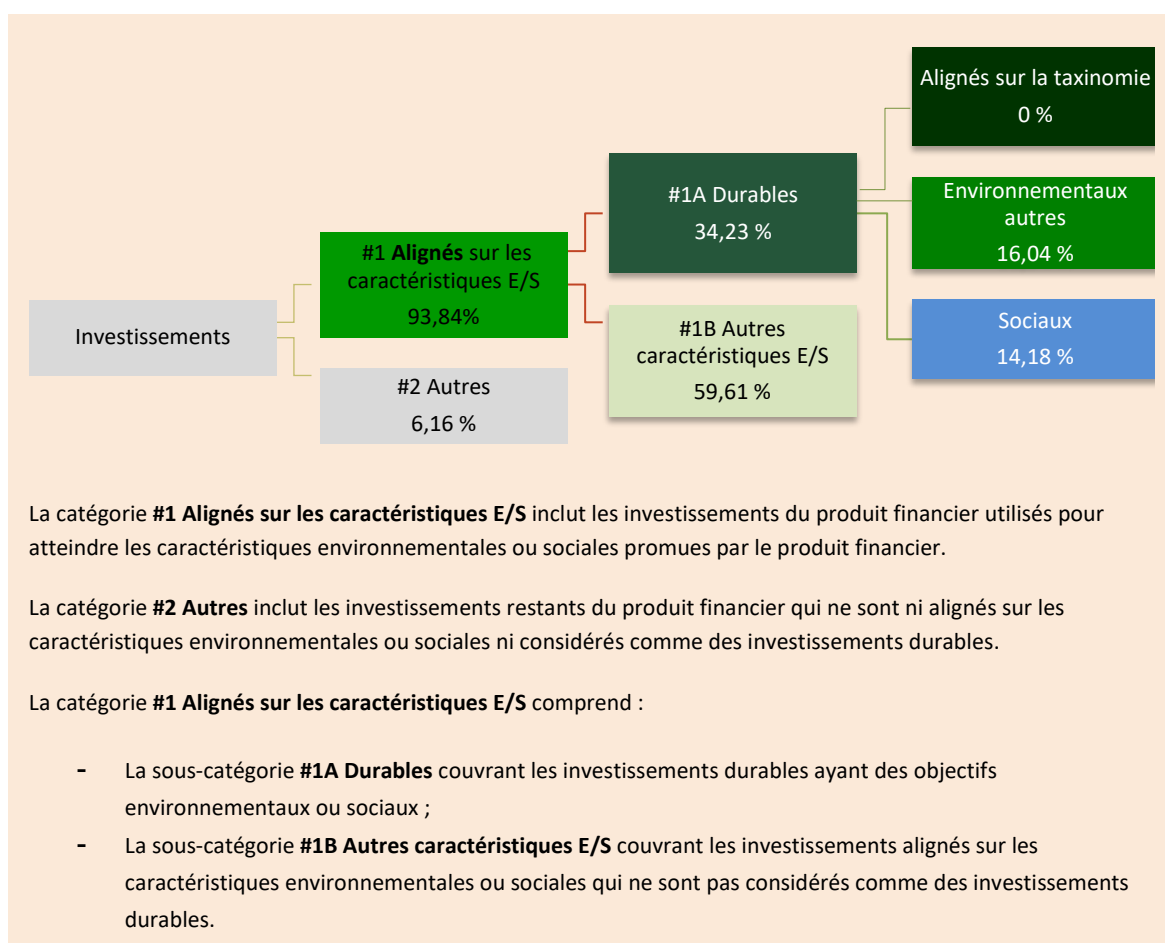 Alignés sur la taxinomie
0 %
#1A Durables
34,23 %
Environnementaux
autres
16,04 %
#1 Alignés sur les
caractéristiques E/S
93,84%
Investissements
#1B Autres
caractéristiques E/S
59,61 %
Sociaux
14,18 %
#2 Autres
6,16 %
La catégorie #1 Alignés sur les caractéristiques E/S inclut les investissements du produit financier utilisés pour
atteindre les caractéristiques environnementales ou sociales promues par le produit financier.
La catégorie #2 Autres inclut les investissements restants du produit financier qui ne sont ni alignés sur les
caractéristiques environnementales ou sociales ni considérés comme des investissements durables.
La catégorie #1 Alignés sur les caractéristiques E/S comprend :
- La sous-catégorie #1A Durables couvrant les investissements durables ayant des objectifs
environnementaux ou sociaux ;
- La sous-catégorie #1B Autres caractéristiques E/S couvrant les investissements alignés sur les
caractéristiques environnementales ou sociales qui ne sont pas considérés comme des investissements
durables.